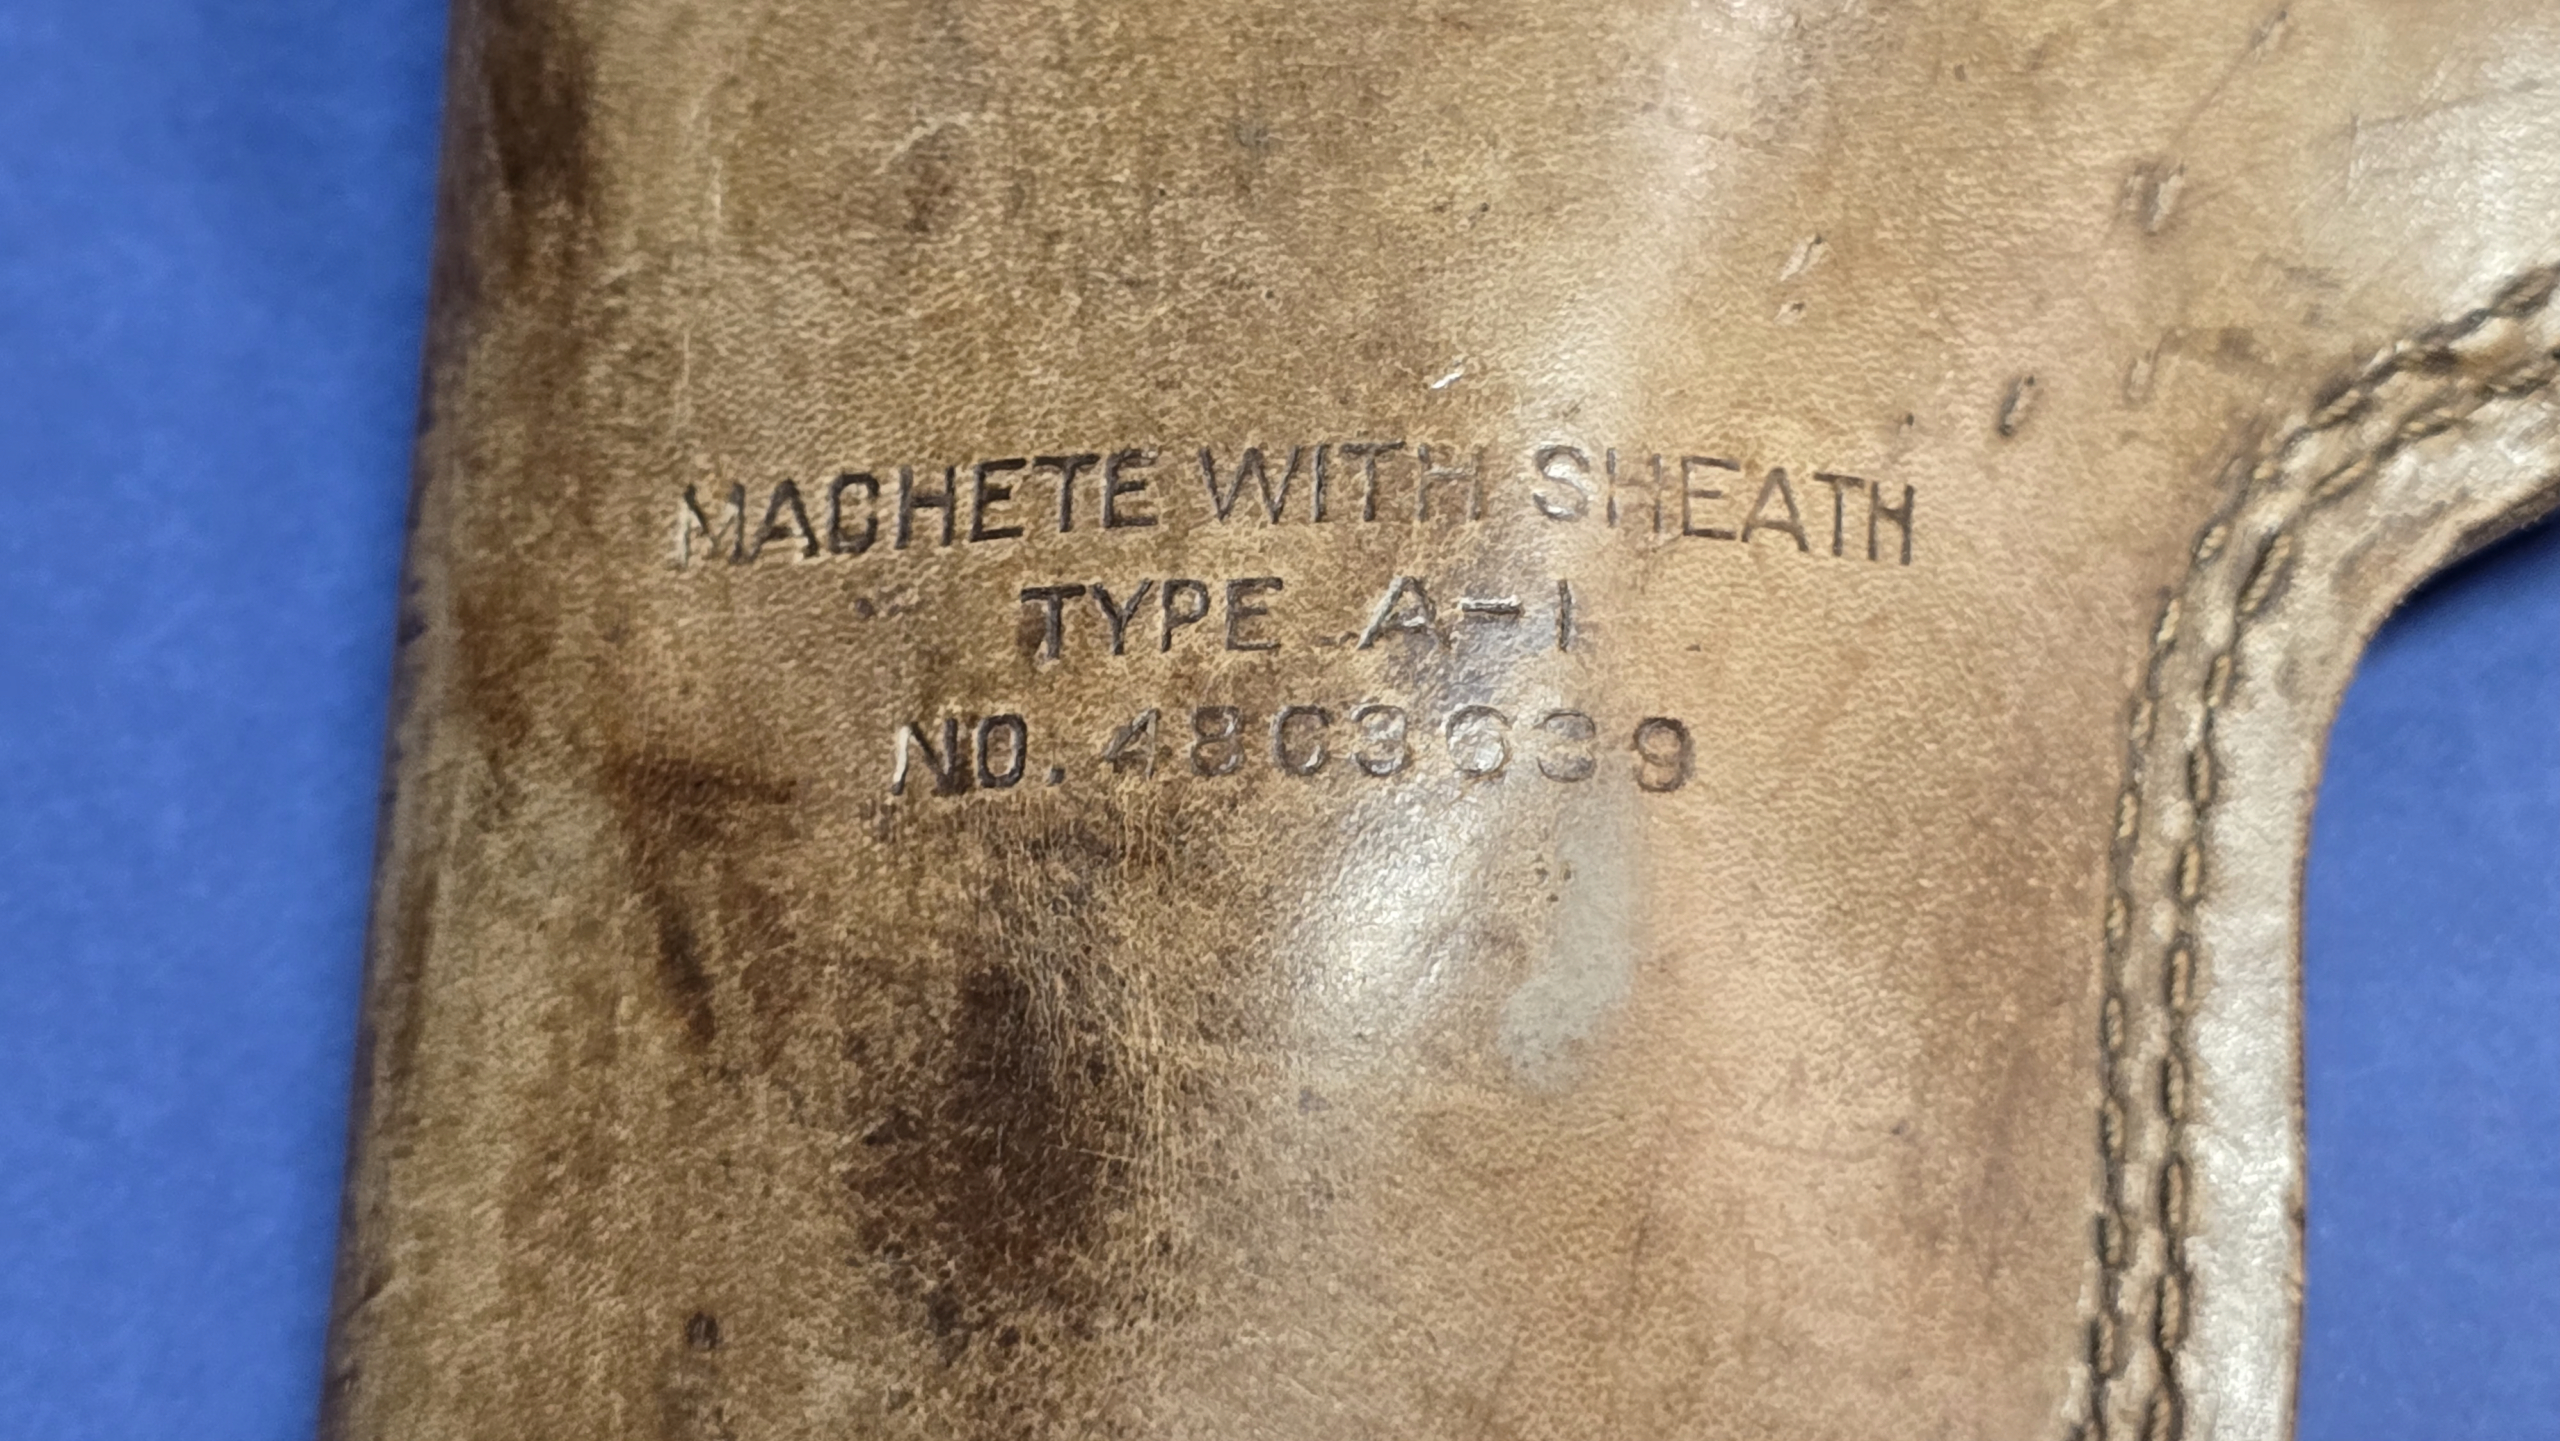 MACHETE WITH SHEATH
TYPE A-1
NO. 48C3639